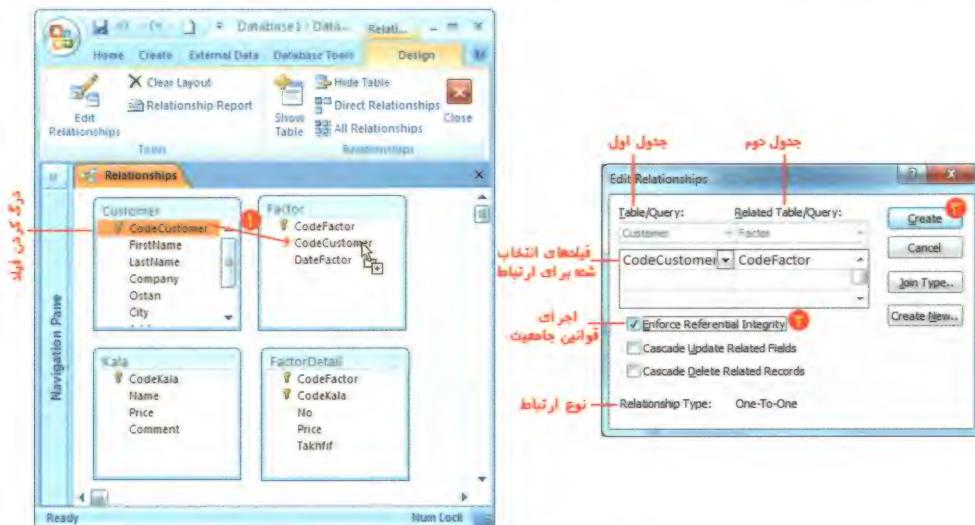 Database1 : Data... Relati...
Home Create External Data Database Tools Design
Edit Relationships
Clear Layout
Relationship Report
Tools
Show Table
Hide Table
Direct Relationships
All Relationships
Relationships
Close
Relationships
Navigation Pane
درگ کردن فیلد
Customer
CodeCustomer
FirstName
LastName
Company
Ostan
City
۱
Factor
CodeFactor
CodeCustomer
DateFactor
Kala
CodeKala
Name
Price
Comment
FactorDetail
CodeFactor
CodeKala
No
Price
Takhfif
Ready Num Lock
جدول اول
جدول دوم
Edit Relationships
Table/Query: Related Table/Query:
Customer Factor
CodeCustomer CodeFactor
فیلدهای انتخاب
شده برای ارتباط
اجرای
قوانین جامعیت
Enforce Referential Integrity
۲
Cascade Update Related Fields
Cascade Delete Related Records
نوع ارتباط
Relationship Type: One-To-One
Create
۳
Cancel
Join Type..
Create New..